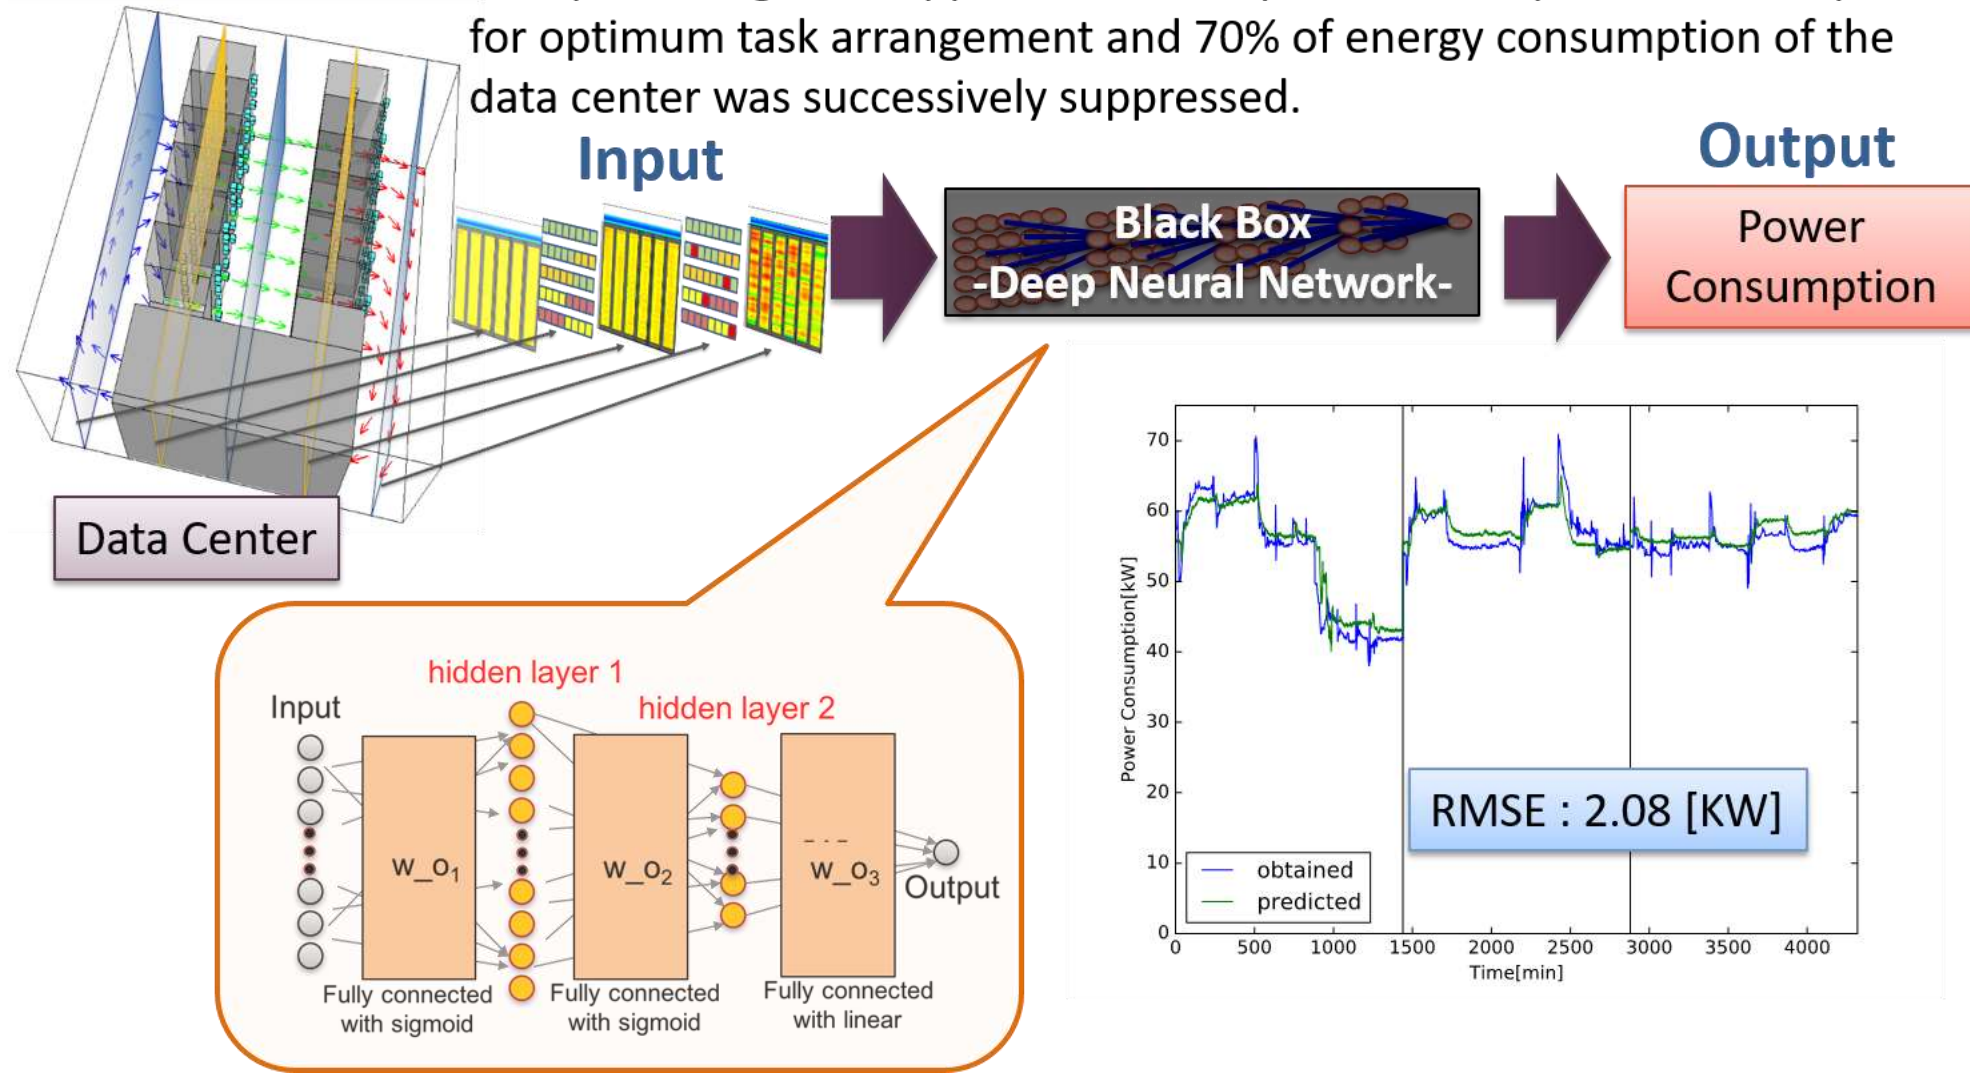 for optimum task arrangement and 70% of energy consumption of the
data center was successively suppressed.
Input
Output
Black Box
-Deep Neural Network-
Power
Consumption
Data Center
hidden layer 1
hidden layer 2
Input
w_o1
w_o2
w_o3
Output
Fully connected
with sigmoid
Fully connected
with sigmoid
Fully connected
with linear
Power Consumption[kW]
70
60
50
40
30
20
10
0
RMSE : 2.08 [KW]
obtained
predicted
0 500 1000 1500 2000 2500 3000 3500 4000
Time[min]